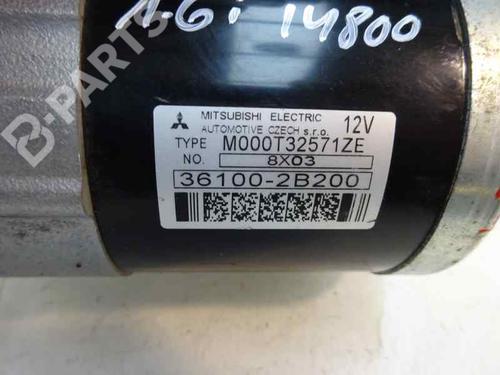 1.6i 14800
B-PARTS
MITSUBISHI ELECTRIC
AUTOMOTIVE CZECH s.r.o. 12V
TYPE M000T32571ZE
NO. 8X03
36100-2B200